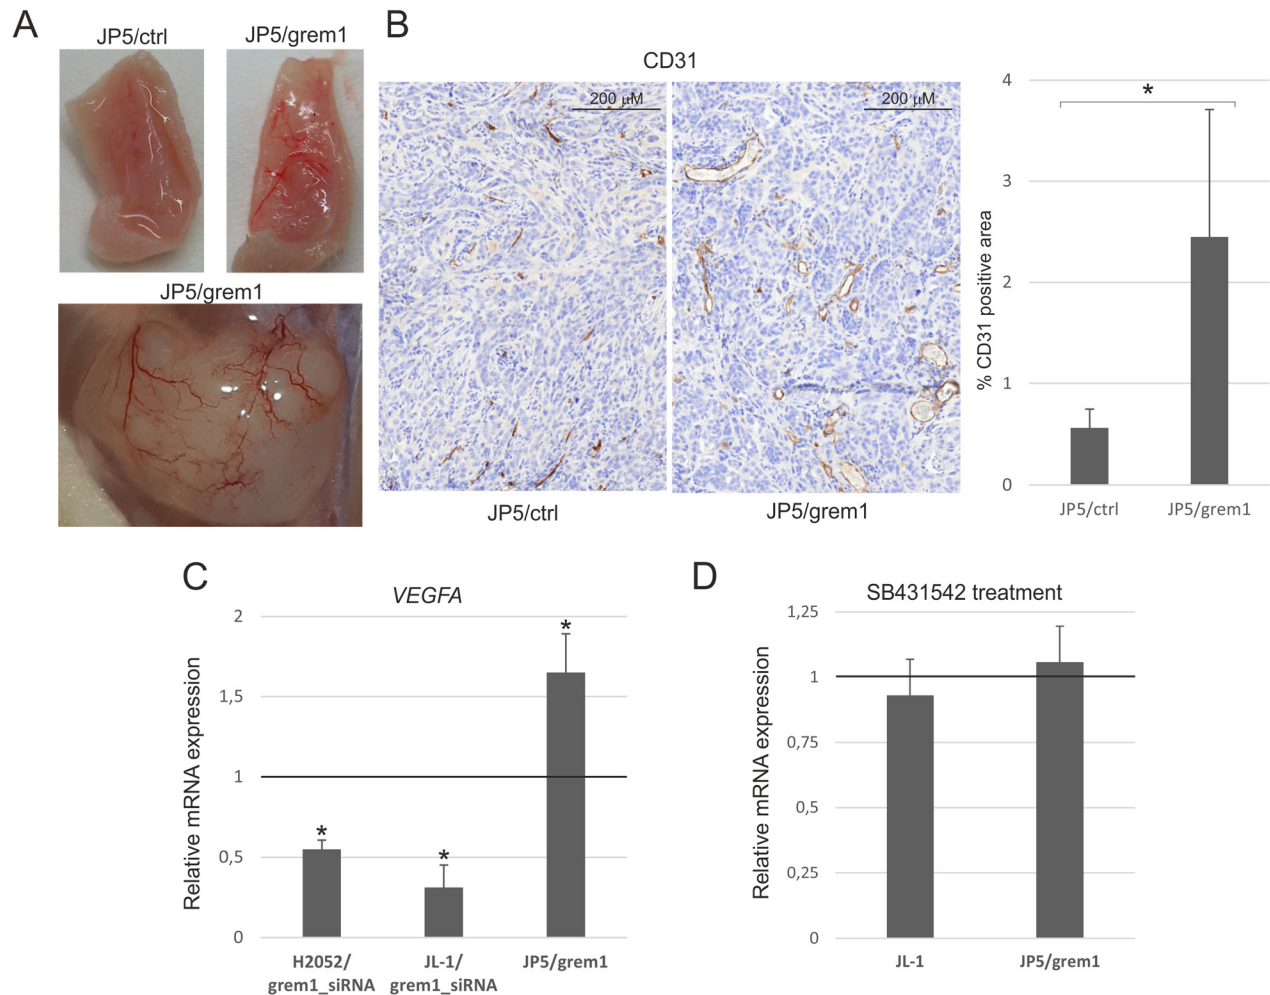 A
JP5/ctrl
JP5/grem1
JP5/grem1
B
CD31
200 µM
200 µM
JP5/ctrl
JP5/grem1
4
*
3
2
1
0
% CD31 positive area
JP5/ctrl
JP5/grem1
C
VEGFA
2
1,5
1
0,5
0
Relative mRNA expression
*
*
*
H2052/
grem1_siRNA
JL-1/
grem1_siRNA
JP5/grem1
D
SB431542 treatment
1,25
1
0,75
0,5
0,25
0
Relative mRNA expression
JL-1
JP5/grem1